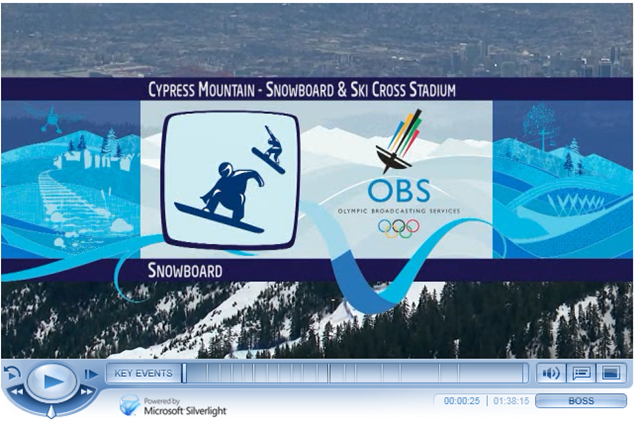 CYPRESS MOUNTAIN - SNOWBOARD & SKI CROSS STADIUM
OBS
OLYMPIC BROADCASTING SERVICES
SNOWBOARD
KEY EVENTS
Powered by
Microsoft Silverlight
00:00:25 | 01:38:15
BOSS